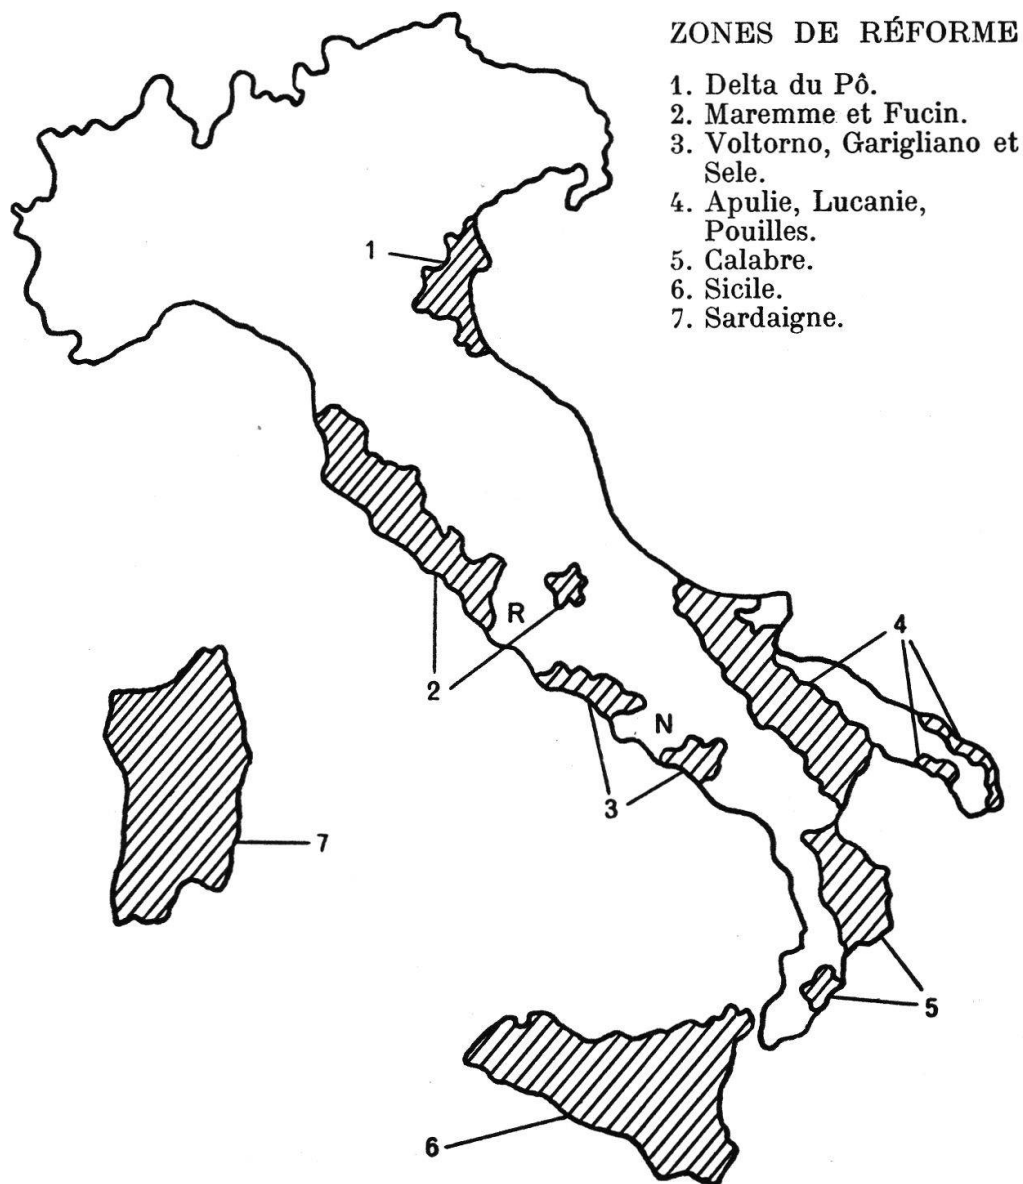 ZONES DE RÉFORME
1. Delta du Pô.
2. Maremme et Fucin.
3. Voltorno, Garigliano et
Sele.
4. Apulie, Lucanie,
Pouilles.
5. Calabre.
6. Sicile.
7. Sardaigne.
1
R
4
2
N
3
7
5
6